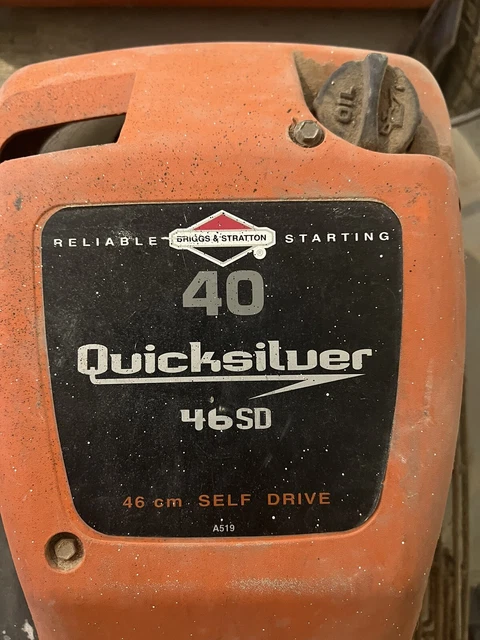 OIL
RELIABLE BRIGGS & STRATTON ® STARTING
40
Quicksilver
46SD
46 cm SELF DRIVE
A519